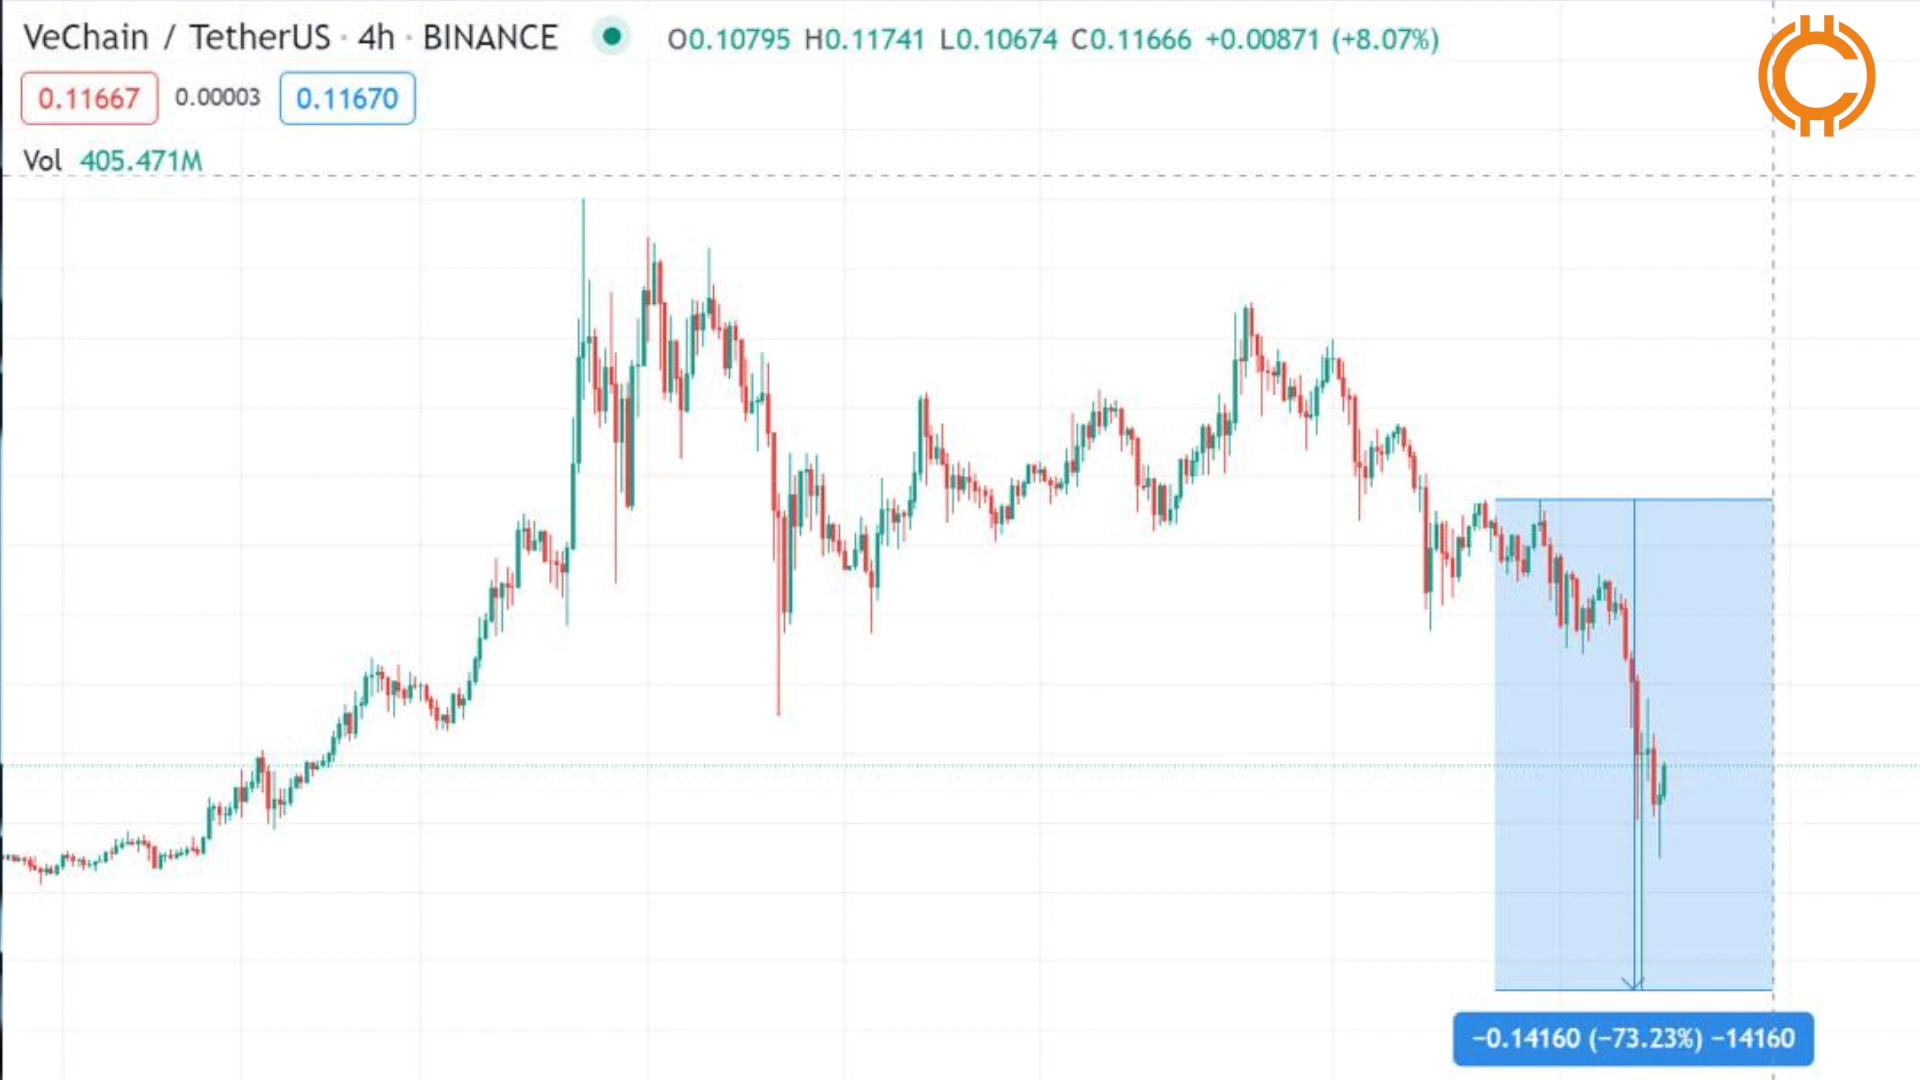 VeChain / TetherUS · 4h · BINANCE O0.10795 H0.11741 L0.10674 C0.11666 +0.00871 (+8.07%)
0.11667 0.00003 0.11670
Vol 405.471M
−0.14160 (−73.23%) −14160